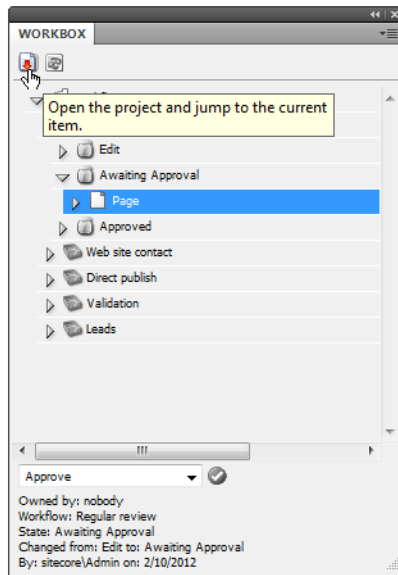 WORKBOX
Open the project and jump to the current
item.
Edit
Awaiting Approval
Page
Approved
Web site contact
Direct publish
Validation
Leads
Approve
Owned by: nobody
Workflow: Regular review
State: Awaiting Approval
Changed from: Edit to: Awaiting Approval
By: sitecore\Admin on: 2/10/2012